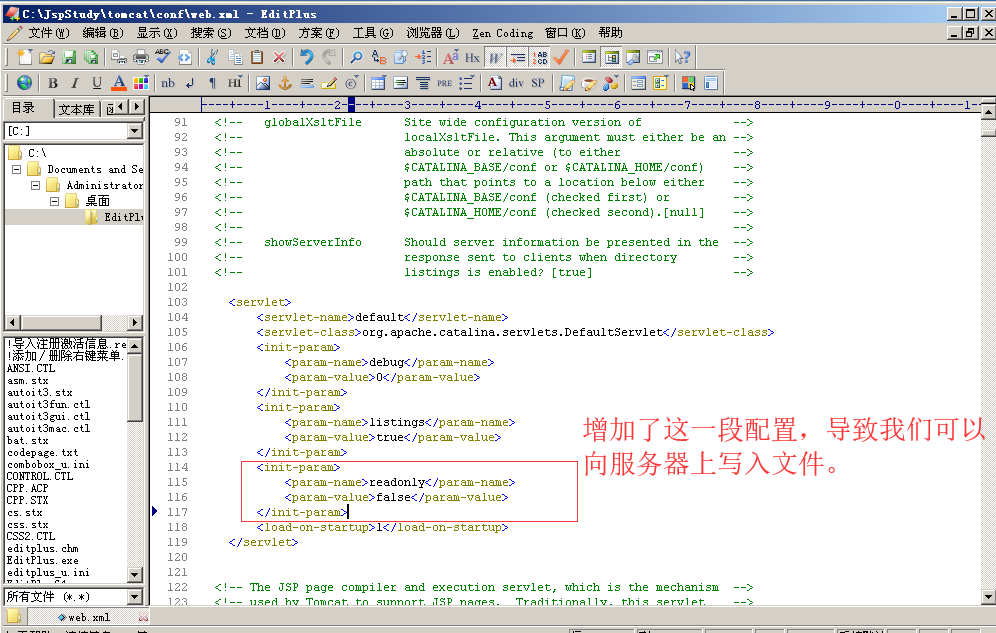 C:\JspStudy\tomcat\conf\web.xml - EditPlus
文件(W) 编辑(B) 显示(X) 搜索(S) 文档(D) 方案(F) 工具(G) 浏览器(L) Zen Coding 窗口(K) 帮助
目录 文本库
[C:]
C:\
Documents and Se
Administrator
桌面
EditPlu
!导入注册激活信息.re
!添加/删除右键菜单.
ANSI.CTL
asm.stx
autoit3.stx
autoit3fun.ctl
autoit3gui.ctl
autoit3mac.ctl
bat.stx
codepage.txt
combobox_u.ini
CONTROL.CTL
CPP.ACP
CPP.STX
cs.stx
css.stx
CSS2.CTL
editplus.chm
EditPlus.exe
editplus_u.ini
所有文件 (*.*)
----+----1----+----2----+----3----+----4----+----5----+----6----+----7----+----8----+----9----+----0----+----1-
91 <!-- globalXsltFile Site wide configuration version of -->
92 <!-- localXsltFile. This argument must either be an -->
93 <!-- absolute or relative (to either -->
94 <!-- $CATALINA_BASE/conf or $CATALINA_HOME/conf) -->
95 <!-- path that points to a location below either -->
96 <!-- $CATALINA_BASE/conf (checked first) or -->
97 <!-- $CATALINA_HOME/conf (checked second).[null] -->
98 <!-- -->
99 <!-- showServerInfo Should server information be presented in the -->
100 <!-- response sent to clients when directory -->
101 <!-- listings is enabled? [true] -->
102
103 <servlet>
104 <servlet-name>default</servlet-name>
105 <servlet-class>org.apache.catalina.servlets.DefaultServlet</servlet-class>
106 <init-param>
107 <param-name>debug</param-name>
108 <param-value>0</param-value>
109 </init-param>
110 <init-param>
111 <param-name>listings</param-name>
112 <param-value>true</param-value>
113 </init-param>
114 <init-param>
115 <param-name>readonly</param-name>
116 <param-value>false</param-value>
117 </init-param>
118 <load-on-startup>1</load-on-startup>
119 </servlet>
120
121
122 <!-- The JSP page compiler and execution servlet, which is the mechanism -->
123 <!-- used by Tomcat to support JSP pages. Traditionally, this servlet -->
增加了这一段配置，导致我们可以
向服务器上写入文件。
web.xml